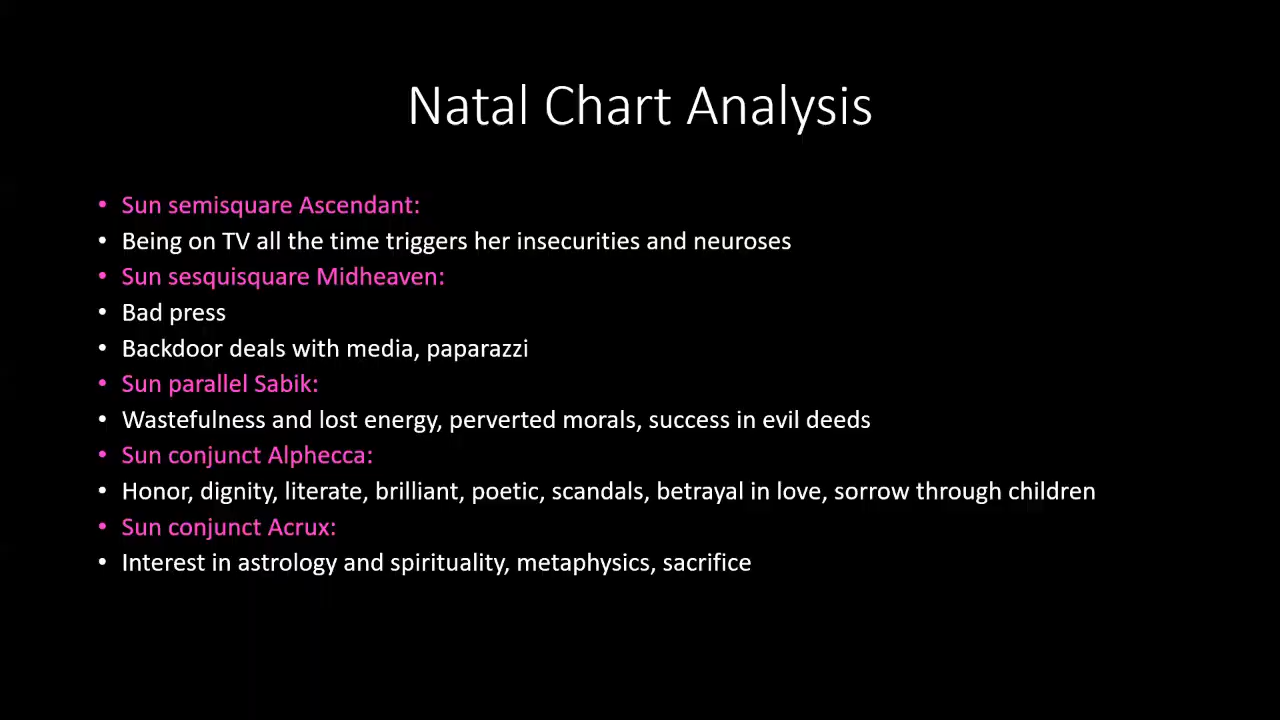 Natal Chart Analysis
• Sun semisquare Ascendant:
• Being on TV all the time triggers her insecurities and neuroses
• Sun sesquisquare Midheaven:
• Bad press
• Backdoor deals with media, paparazzi
• Sun parallel Sabik:
• Wastefulness and lost energy, perverted morals, success in evil deeds
• Sun conjunct Alphecca:
• Honor, dignity, literate, brilliant, poetic, scandals, betrayal in love, sorrow through children
• Sun conjunct Acrux:
• Interest in astrology and spirituality, metaphysics, sacrifice